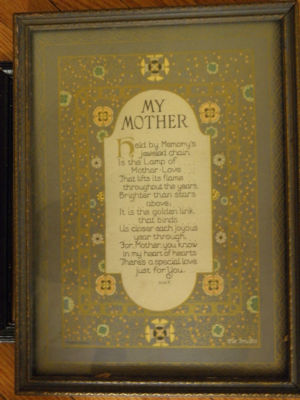 MY
MOTHER
Held by Memory's
jeweled chain
Is the Lamp of
Mother-Love
That lifts its flame
throughout the years
Brighter than stars
above;
It is the golden link
that binds
Us closer each joyous
year through,
For, Mother, you know
in my heart of hearts
There's a special love
just for You.